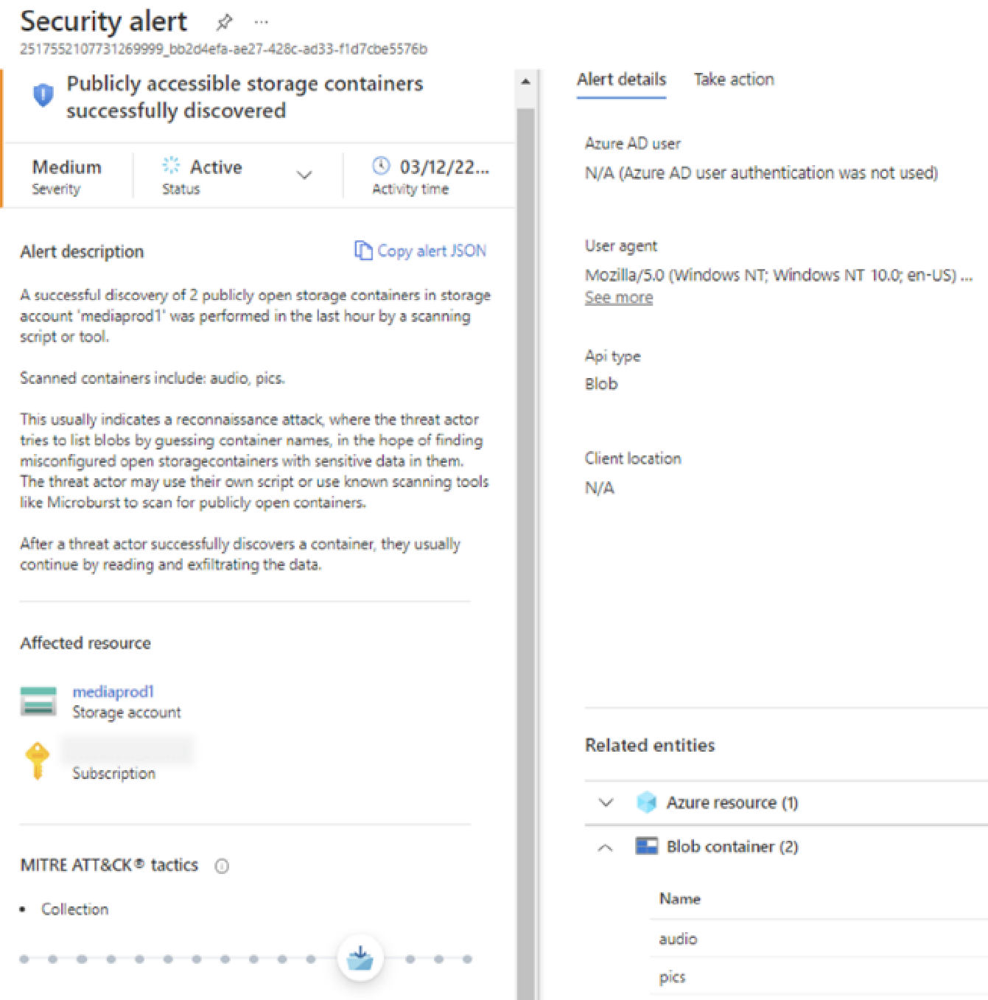 Security alert ...
2517552107731269999_bb2d4efa-ae27-428c-ad33-f1d7cbe5576b
Publicly accessible storage containers
successfully discovered
Medium
Severity
Active
Status
03/12/22...
Activity time
Alert description
Copy alert JSON
A successful discovery of 2 publicly open storage containers in storage
account 'mediaprod1' was performed in the last hour by a scanning
script or tool.
Scanned containers include: audio, pics.
This usually indicates a reconnaissance attack, where the threat actor
tries to list blobs by guessing container names, in the hope of finding
misconfigured open storagecontainers with sensitive data in them.
The threat actor may use their own script or use known scanning tools
like Microburst to scan for publicly open containers.
After a threat actor successfully discovers a container, they usually
continue by reading and exfiltrating the data.
Affected resource
mediaprod1
Storage account
Subscription
MITRE ATT&CK® tactics
• Collection
Alert details
Take action
Azure AD user
N/A (Azure AD user authentication was not used)
User agent
Mozilla/5.0 (Windows NT; Windows NT 10.0; en-US) ...
See more
Api type
Blob
Client location
N/A
Related entities
Azure resource (1)
Blob container (2)
Name
audio
pics